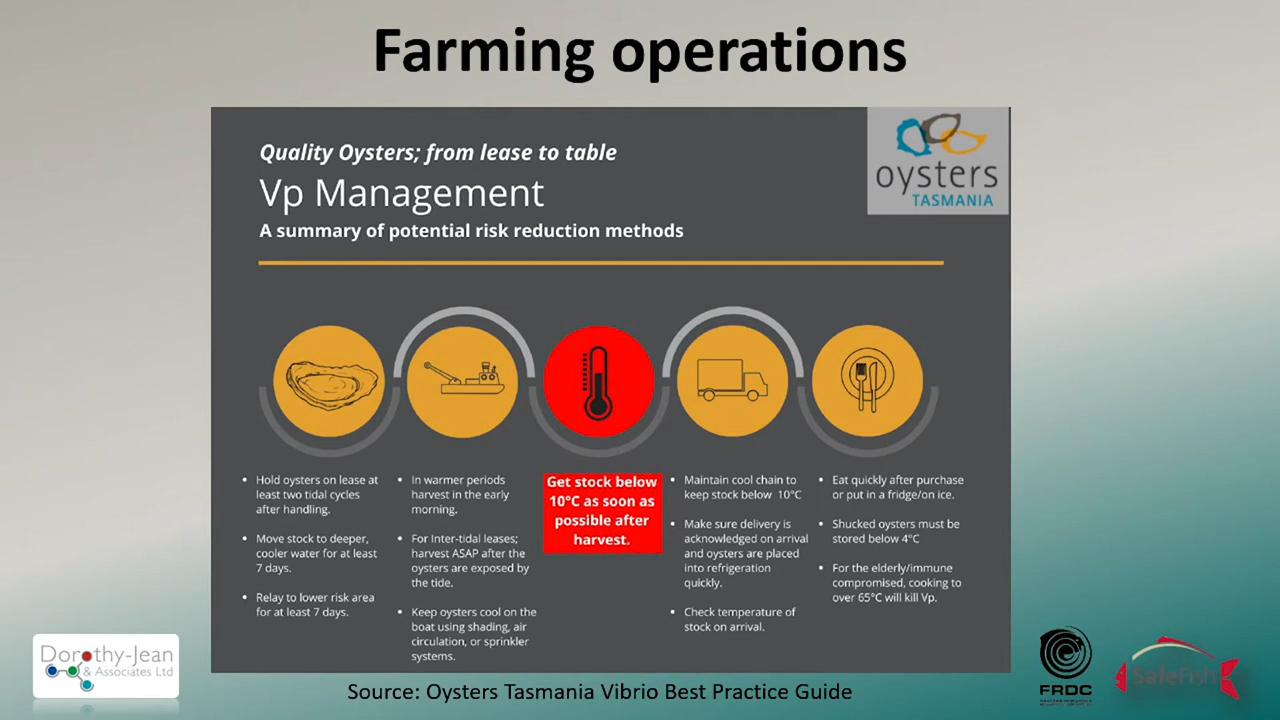 Farming operations
Quality Oysters; from lease to table
Vp Management
A summary of potential risk reduction methods
oysters
TASMANIA
• Hold oysters on lease at
least two tidal cycles
after handling.
• Move stock to deeper,
cooler water for at least
7 days.
• Relay to lower risk area
for at least 7 days.
• In warmer periods
harvest in the early
morning.
• For Inter-tidal leases;
harvest ASAP after the
oysters are exposed by
the tide.
• Keep oysters cool on the
boat using shading, air
circulation, or sprinkler
systems.
Get stock below
10°C as soon as
possible after
harvest.
• Maintain cool chain to
keep stock below 10°C
• Make sure delivery is
acknowledged on arrival
and oysters are placed
into refrigeration
quickly.
• Check temperature of
stock on arrival.
• Eat quickly after purchase
or put in a fridge/on ice.
• Shucked oysters must be
stored below 4°C
• For the elderly/immune
compromised, cooking to
over 65°C will kill Vp.
Dorothy-Jean
& Associates Ltd
Source: Oysters Tasmania Vibrio Best Practice Guide
FRDC
SafeFish